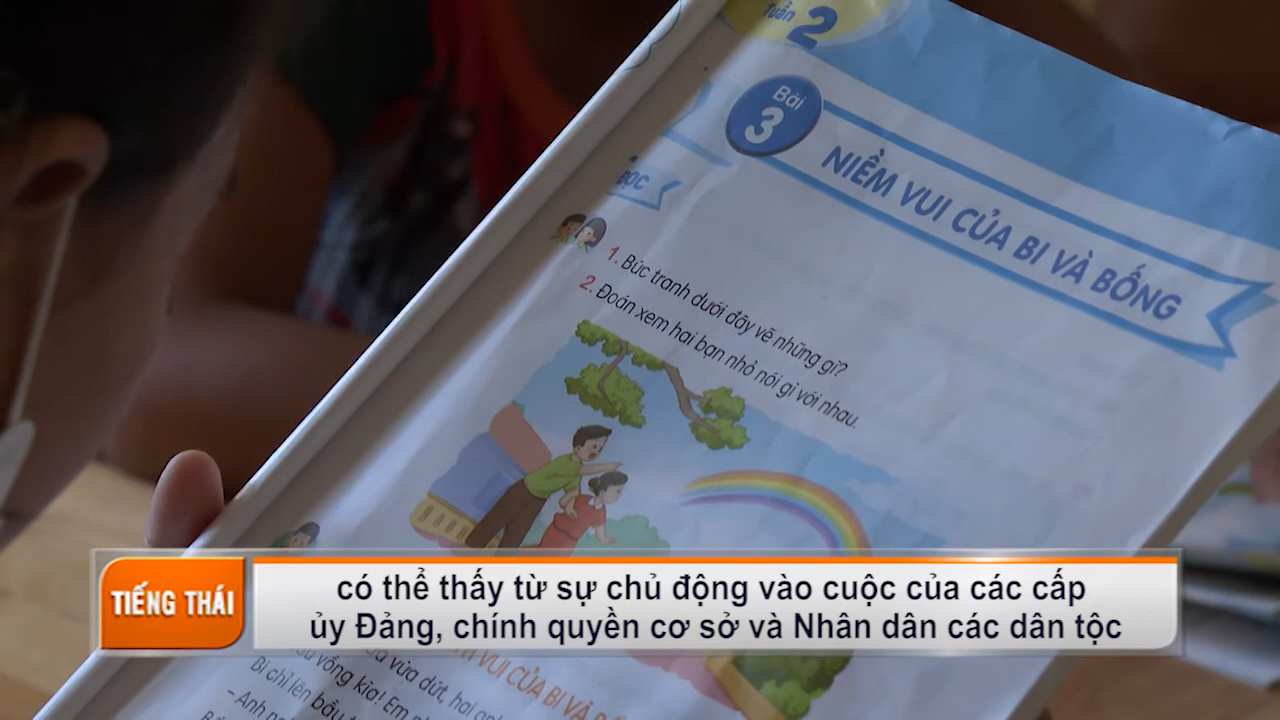 Tuần 2
Bài 3
NIỀM VUI CỦA BI VÀ BỐNG
ĐỌC
1. Bức tranh dưới đây vẽ những gì?
2. Đoán xem hai bạn nhỏ nói gì với nhau.
TIẾNG THÁI
có thể thấy từ sự chủ động vào cuộc của các cấp
ủy Đảng, chính quyền cơ sở và Nhân dân các dân tộc
VUI CỦA BI VÀ
vừa dứt, hai
vồng kìa! Em
Bi chỉ lên bầu
– Anh